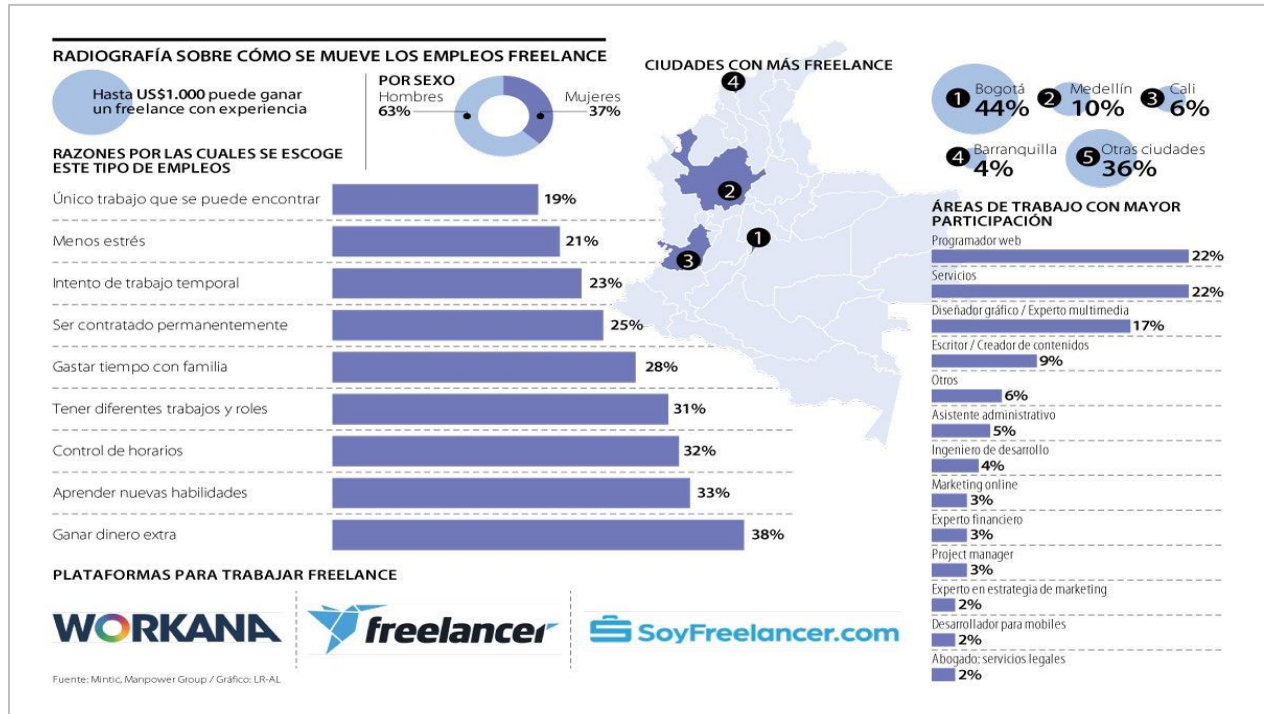 RADIOGRAFÍA SOBRE CÓMO SE MUEVE LOS EMPLEOS FREELANCE
Hasta US$1.000 puede ganar
un freelance con experiencia
POR SEXO
Hombres
63%
Mujeres
37%
RAZONES POR LAS CUALES SE ESCOGE
ESTE TIPO DE EMPLEOS
Único trabajo que se puede encontrar
19%
Menos estrés
21%
Intento de trabajo temporal
23%
Ser contratado permanentemente
25%
Gastar tiempo con familia
28%
Tener diferentes trabajos y roles
31%
Control de horarios
32%
Aprender nuevas habilidades
33%
Ganar dinero extra
38%
CIUDADES CON MÁS FREELANCE
4
2
1
3
1 Bogotá
44%
2 Medellín
10%
3 Cali
6%
4 Barranquilla
4%
5 Otras ciudades
36%
ÁREAS DE TRABAJO CON MAYOR
PARTICIPACIÓN
Programador web
22%
Servicios
22%
Diseñador gráfico / Experto multimedia
17%
Escritor / Creador de contenidos
9%
Otros
6%
Asistente administrativo
5%
Ingeniero de desarrollo
4%
Marketing online
3%
Experto financiero
3%
Project manager
3%
Experto en estrategia de marketing
2%
Desarrollador para mobiles
2%
Abogado: servicios legales
2%
PLATAFORMAS PARA TRABAJAR FREELANCE
WORKANA
freelancer
SoyFreelancer.com
Fuente: Mintic, Manpower Group / Gráfico: LR-AL